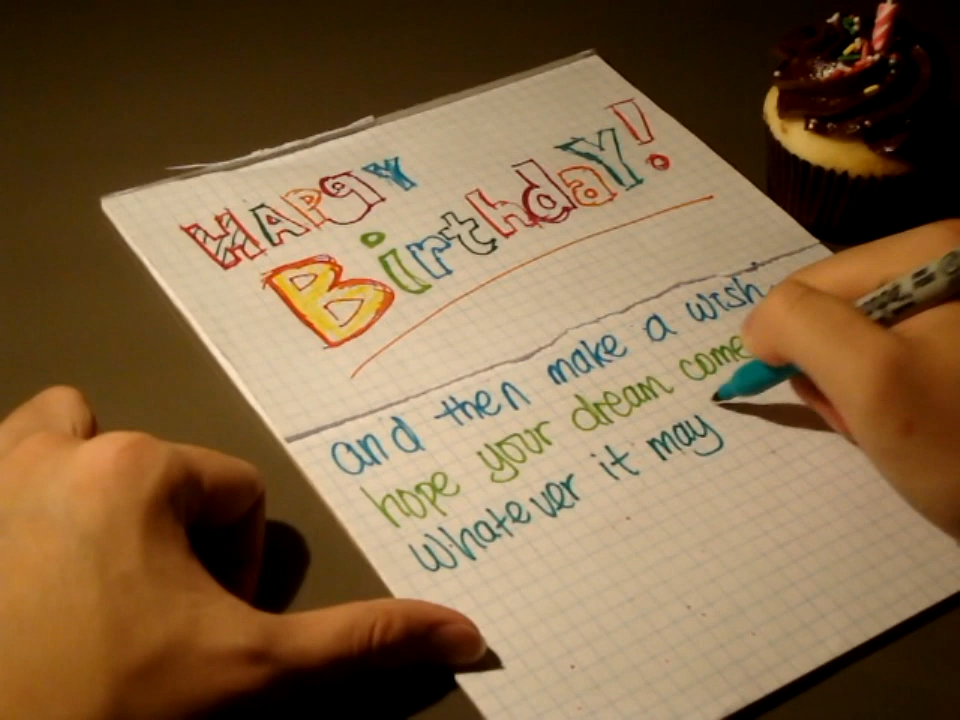 HAPPY
BirthdaY!
and then make a wish
hope your dream come
whatever it may